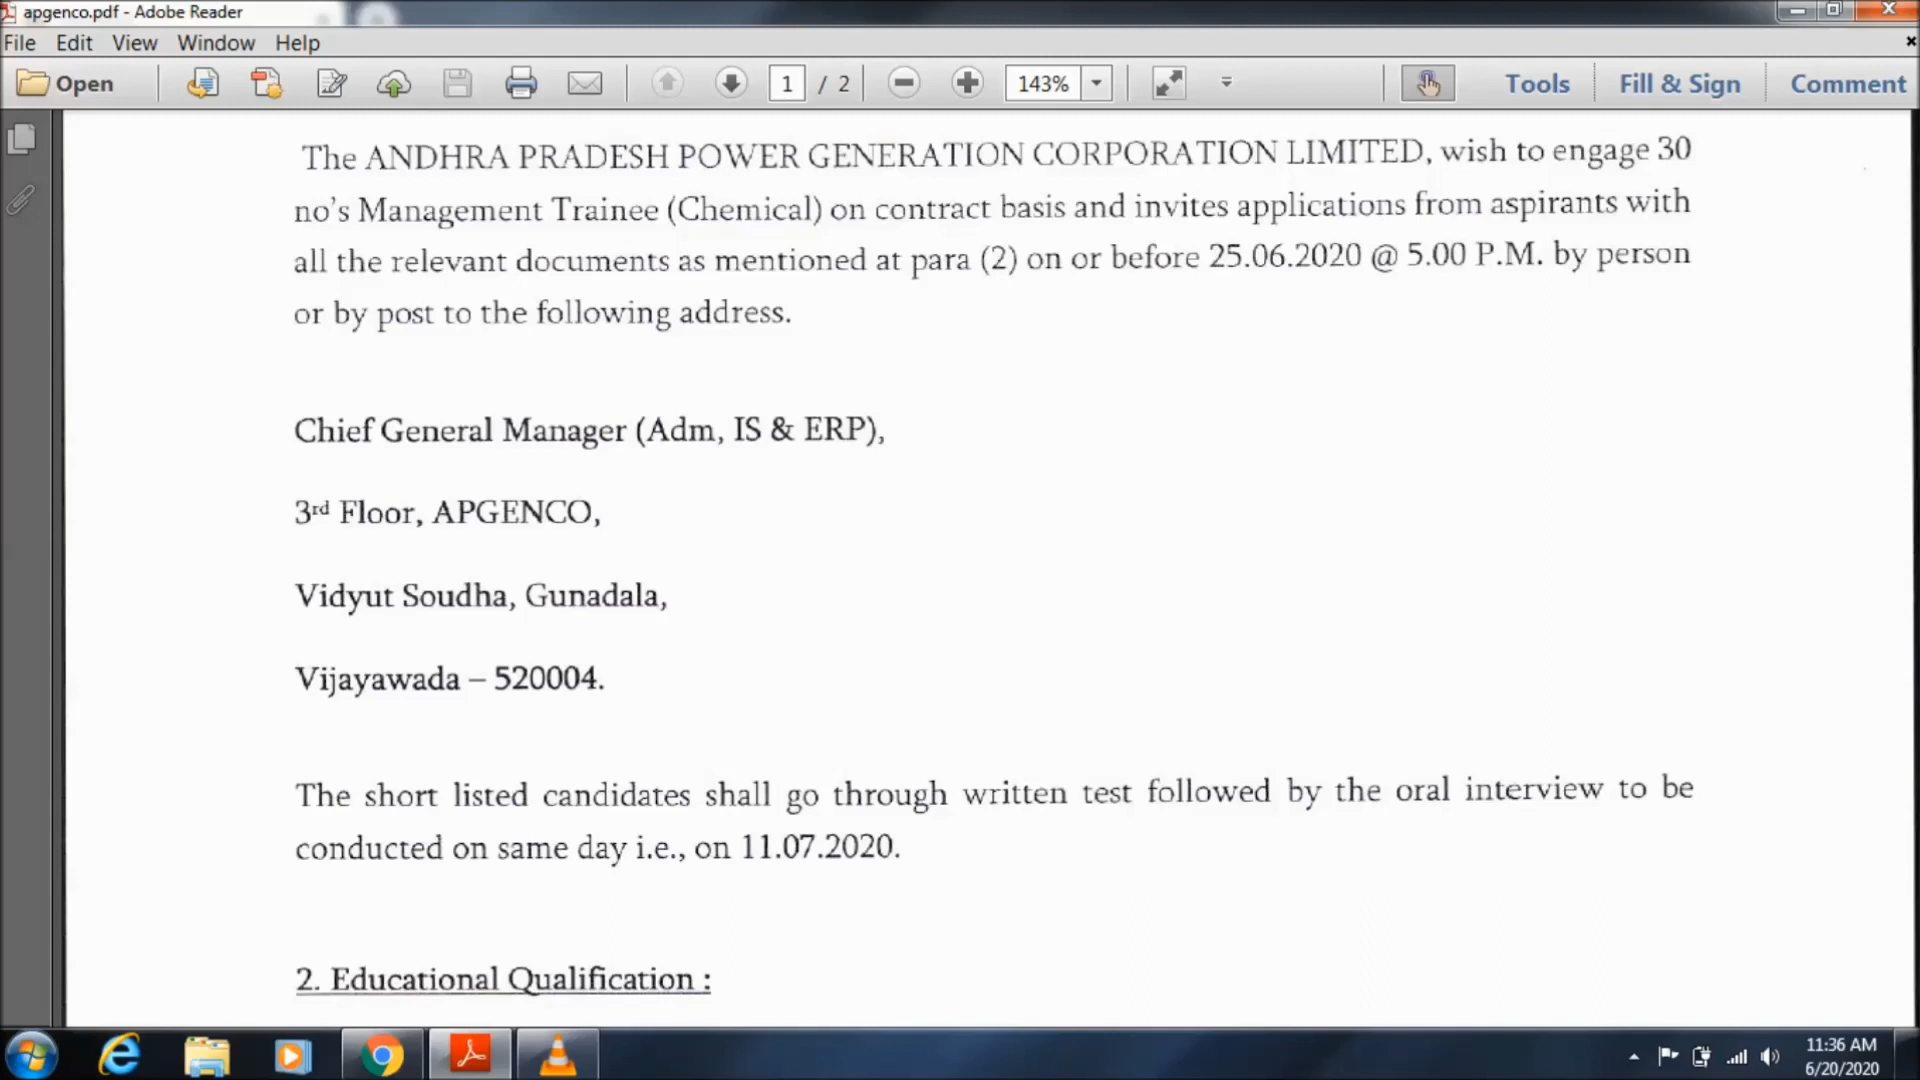 apgenco.pdf - Adobe Reader
File Edit View Window Help
Open 1 / 2 143% Tools Fill & Sign Comment
The ANDHRA PRADESH POWER GENERATION CORPORATION LIMITED, wish to engage 30
no's Management Trainee (Chemical) on contract basis and invites applications from aspirants with
all the relevant documents as mentioned at para (2) on or before 25.06.2020 @ 5.00 P.M. by person
or by post to the following address.
Chief General Manager (Adm, IS & ERP),
3rd Floor, APGENCO,
Vidyut Soudha, Gunadala,
Vijayawada – 520004.
The short listed candidates shall go through written test followed by the oral interview to be
conducted on same day i.e., on 11.07.2020.
2. Educational Qualification :
11:36 AM
6/20/2020